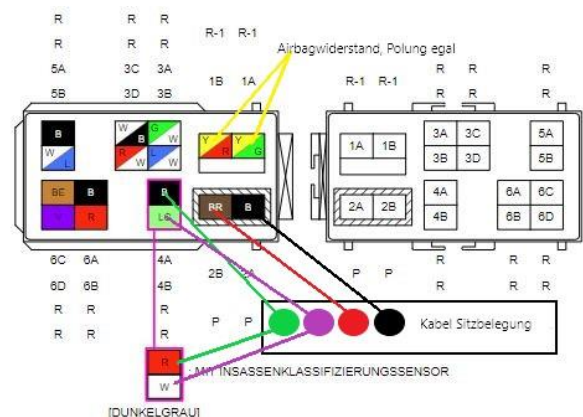 R R R
R R R R-1 R-1
Airbagwiderstand, Polung egal
5A 3C 3A
5B 3D 3B 1B 1A
R-1 R-1 R R R
R R R
B W B G W Y R Y G
W L R W L W
1A 1B 3A 3C 5A
3B 3D 5B
BE B B BR B
V R LG
2A 2B 4A 6A 6C
4B 6B 6D
6C 6A 4A
6D 6B 4B 2B 2A
P P R R R
R R R
R R R
R R R P P
Kabel Sitzbelegung
R
W
: MIT INSASSENKLASSIFIZIERUNGSSENSOR
[DUNKELGRAU]